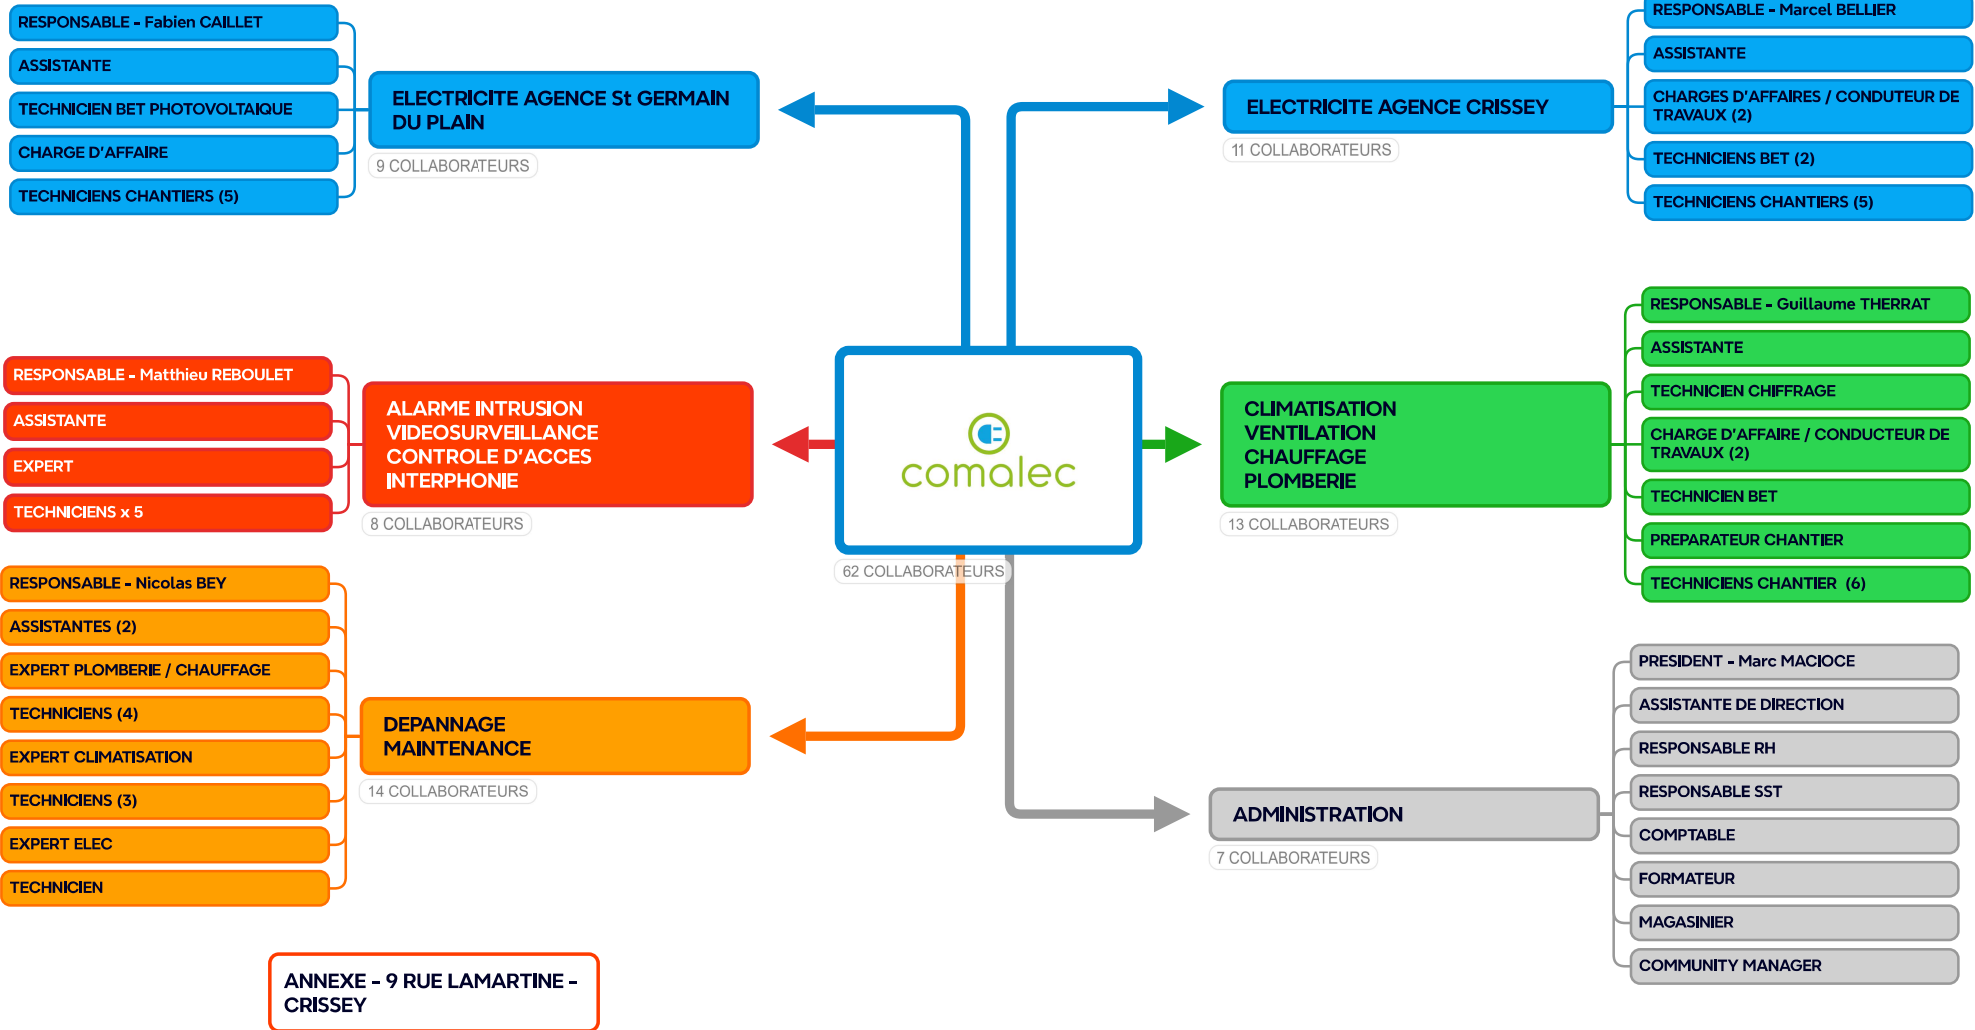 RESPONSABLE - Fabien CAILLET
ASSISTANTE
TECHNICIEN BET PHOTOVOLTAIQUE
CHARGE D'AFFAIRE
TECHNICIENS CHANTIERS (5)
ELECTRICITE AGENCE St GERMAIN
DU PLAIN
9 COLLABORATEURS
RESPONSABLE - Marcel BELLIER
ASSISTANTE
CHARGES D'AFFAIRES / CONDUTEUR DE
TRAVAUX (2)
TECHNICIENS BET (2)
TECHNICIENS CHANTIERS (5)
ELECTRICITE AGENCE CRISSEY
11 COLLABORATEURS
RESPONSABLE - Matthieu REBOULET
ASSISTANTE
EXPERT
TECHNICIENS x 5
ALARME INTRUSION
VIDEOSURVEILLANCE
CONTROLE D'ACCES
INTERPHONIE
8 COLLABORATEURS
comalec
62 COLLABORATEURS
CLIMATISATION
VENTILATION
CHAUFFAGE
PLOMBERIE
13 COLLABORATEURS
RESPONSABLE - Guillaume THERRAT
ASSISTANTE
TECHNICIEN CHIFFRAGE
CHARGE D'AFFAIRE / CONDUCTEUR DE
TRAVAUX (2)
TECHNICIEN BET
PREPARATEUR CHANTIER
TECHNICIENS CHANTIER (6)
RESPONSABLE - Nicolas BEY
ASSISTANTES (2)
EXPERT PLOMBERIE / CHAUFFAGE
TECHNICIENS (4)
EXPERT CLIMATISATION
TECHNICIENS (3)
EXPERT ELEC
TECHNICIEN
DEPANNAGE
MAINTENANCE
14 COLLABORATEURS
ADMINISTRATION
7 COLLABORATEURS
PRESIDENT - Marc MACIOCE
ASSISTANTE DE DIRECTION
RESPONSABLE RH
RESPONSABLE SST
COMPTABLE
FORMATEUR
MAGASINIER
COMMUNITY MANAGER
ANNEXE - 9 RUE LAMARTINE -
CRISSEY